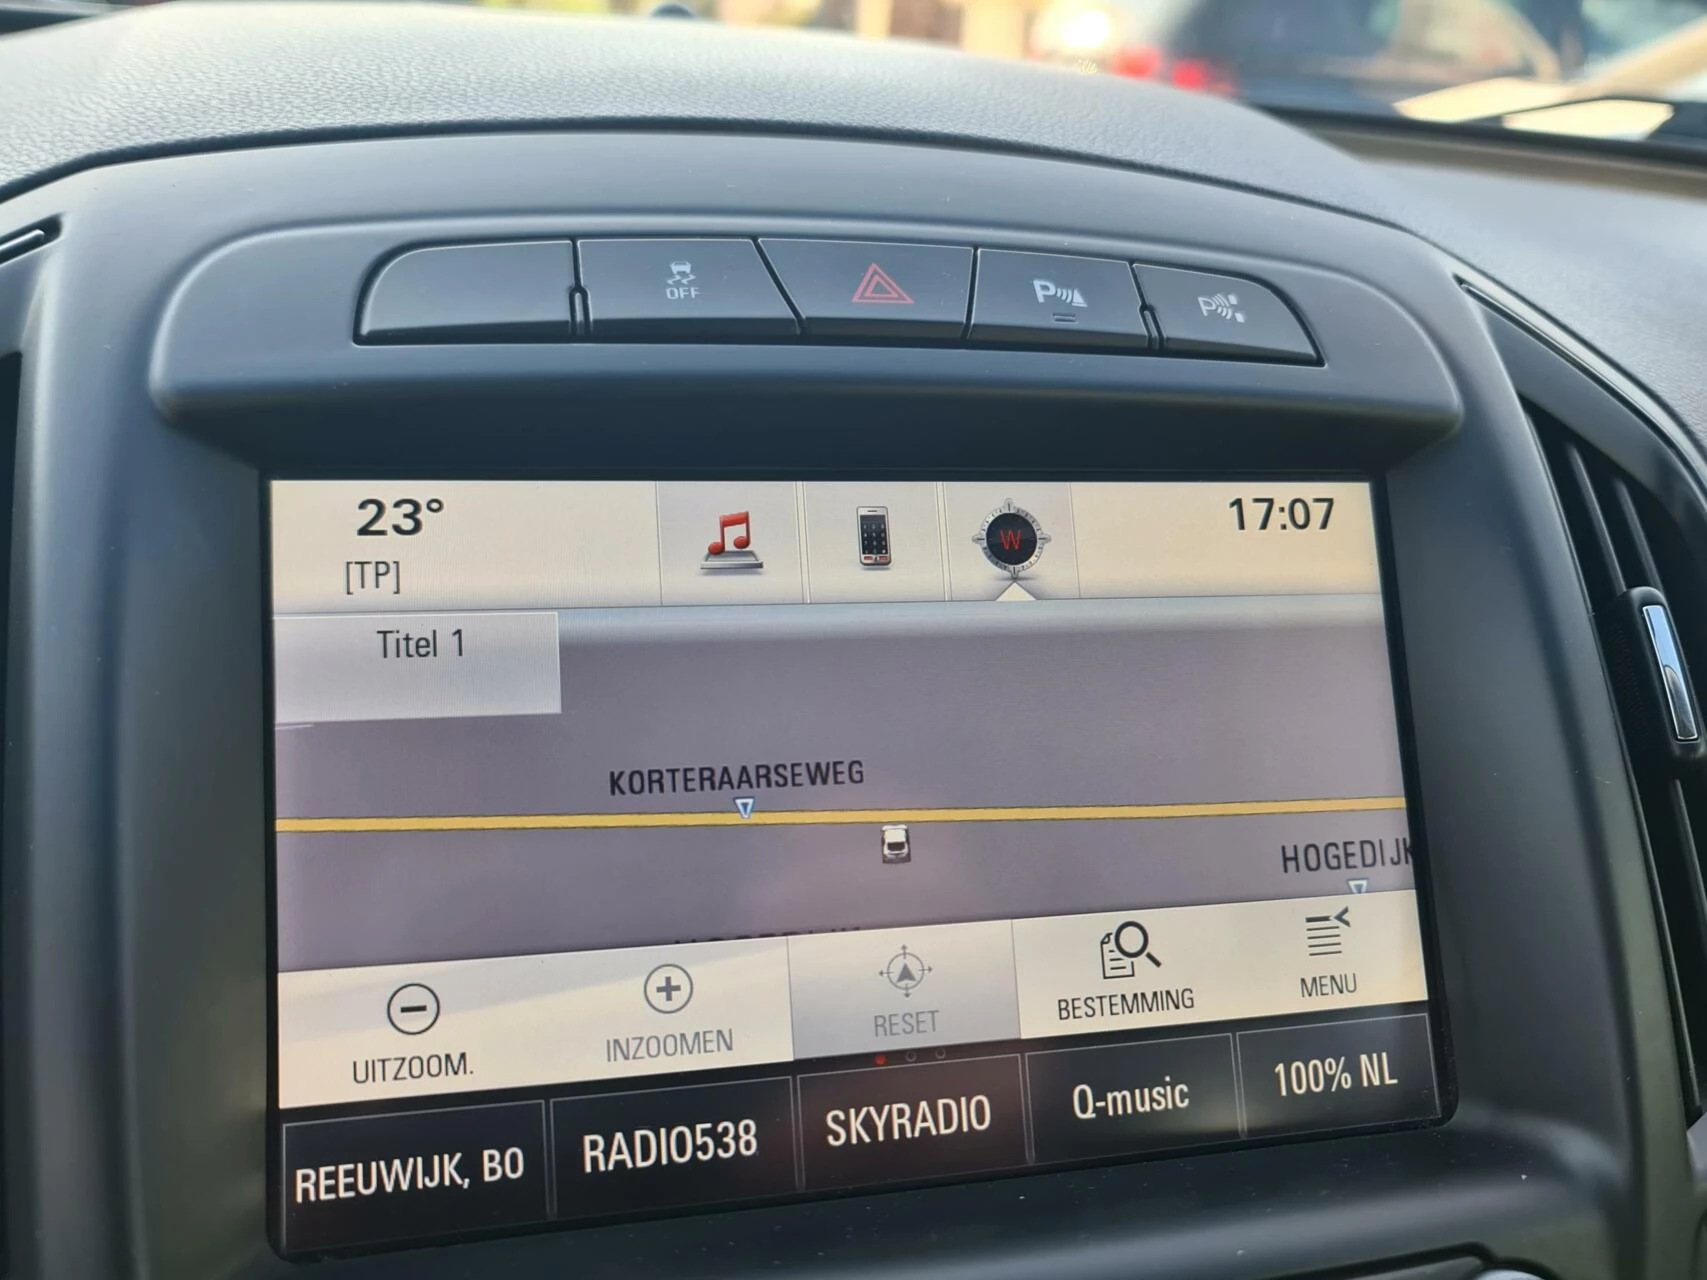 OFF
P
P
23°
17:07
W
[TP]
Titel 1
KORTERAARSEWEG
HOGEDIJK
UITZOOM.
INZOOMEN
RESET
BESTEMMING
MENU
REEUWIJK, BO
RADIO538
SKYRADIO
Q-music
100% NL